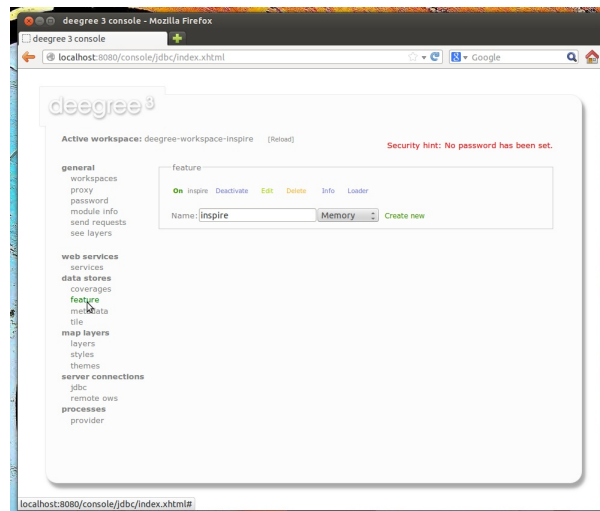 deegree 3 console - Mozilla Firefox
deegree 3 console
localhost:8080/console/jdbc/index.xhtml
Google
deegree 3
Active workspace: deegree-workspace-inspire [Reload]
Security hint: No password has been set.
general
workspaces
proxy
password
module info
send requests
see layers
web services
services
data stores
coverages
feature
metadata
tile
map layers
layers
styles
themes
server connections
jdbc
remote ows
processes
provider
feature
On inspire Deactivate Edit Delete Info Loader
Name: inspire Memory Create new
localhost:8080/console/jdbc/index.xhtml#